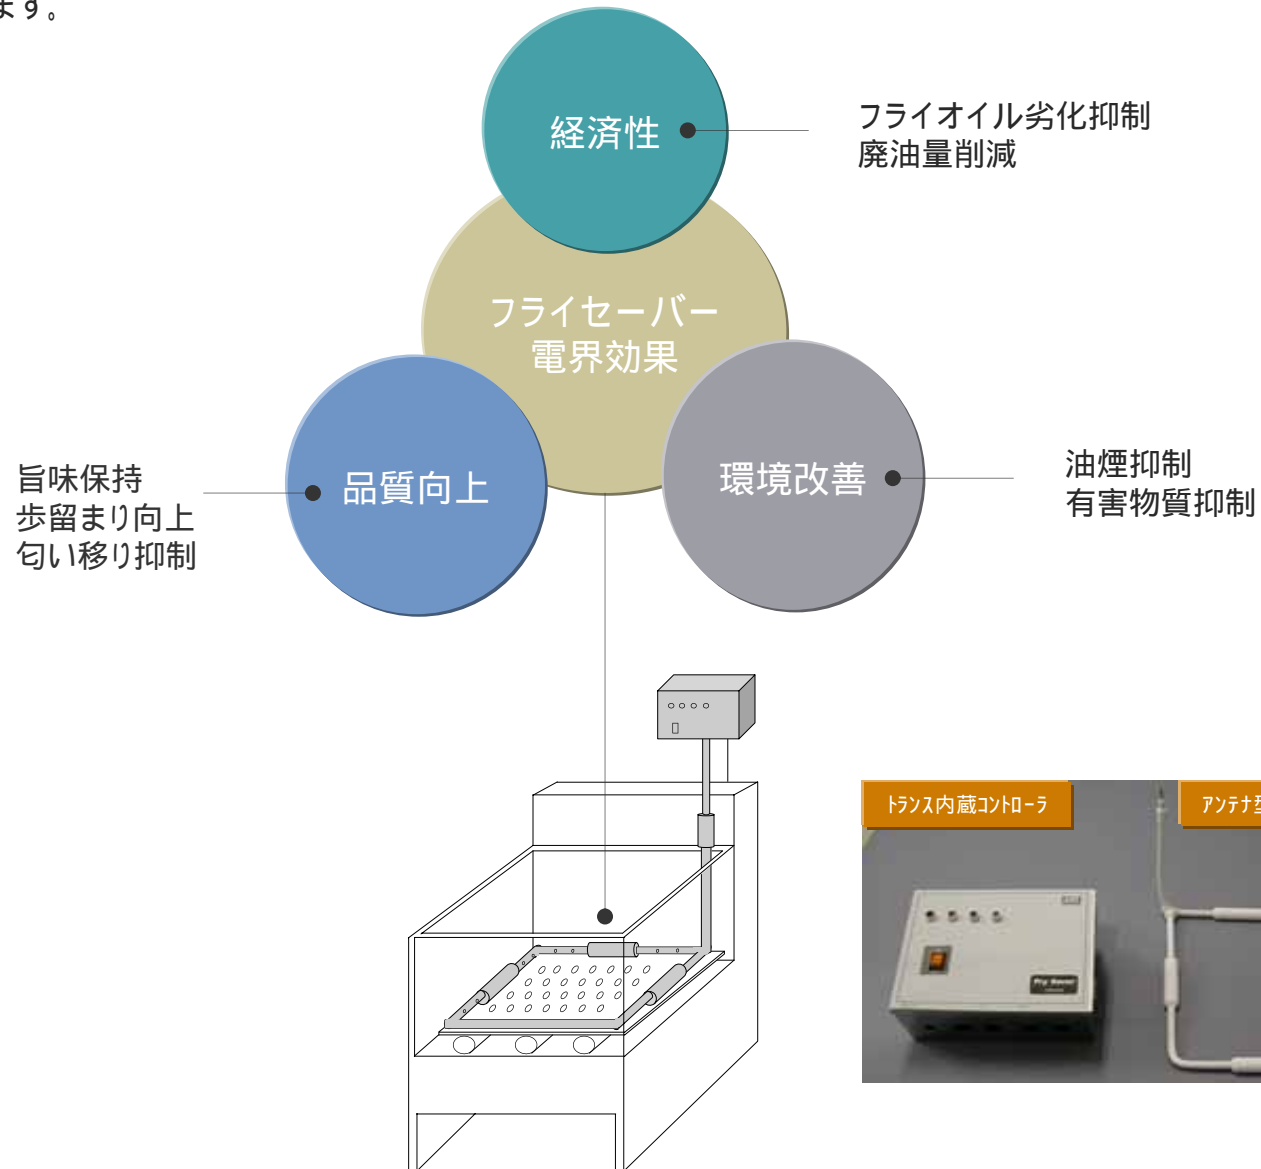 ます。
経済性
フライオイル劣化抑制
廃油量削減
フライセーバー
電界効果
品質向上
旨味保持
歩留まり向上
匂い移り抑制
環境改善
油煙抑制
有害物質抑制
トランス内蔵コントローラ
アンテナ型